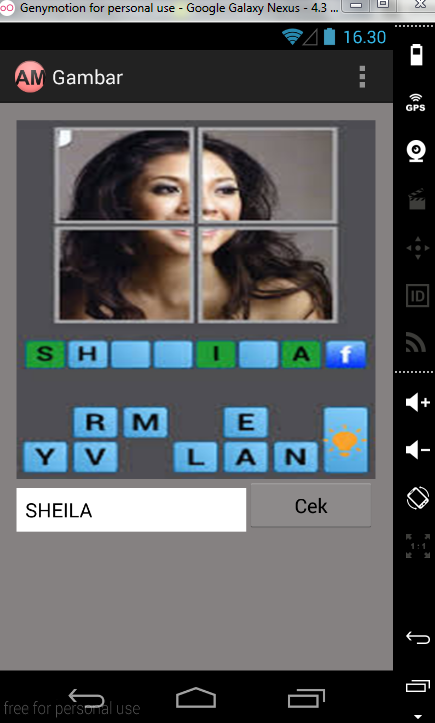 Genymotion for personal use - Google Galaxy Nexus - 4.3 ...
16.30
AM Gambar
GPS
ID
S H I A f
R M E
Y V L A N
SHEILA Cek
1:1
free for personal use